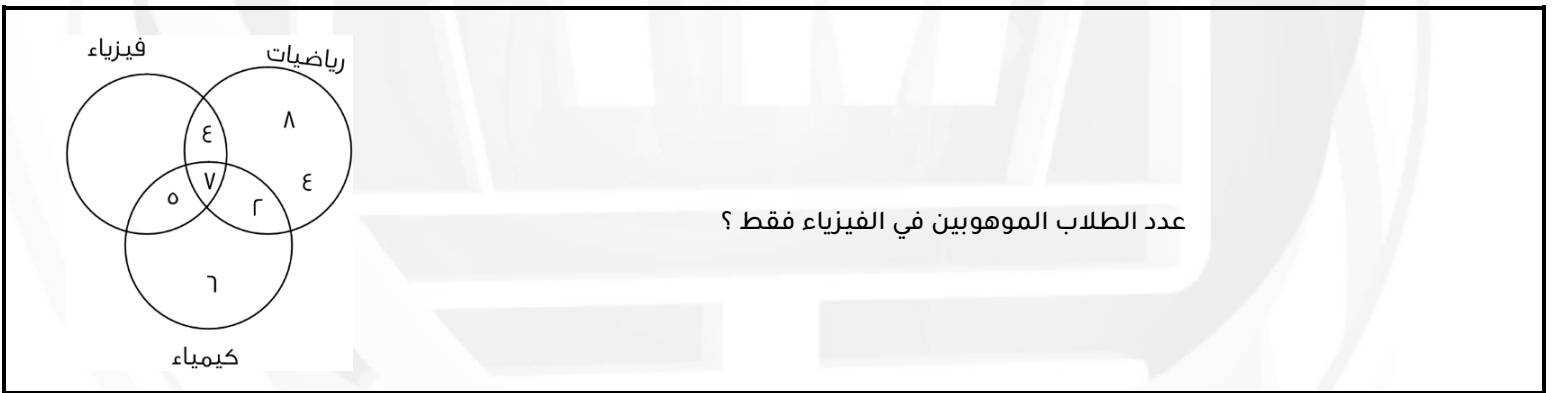 فيزياء
رياضيات
٨
٤
٧
٤
٥
٢
٦
كيمياء
عدد الطلاب الموهوبين في الفيزياء فقط ؟